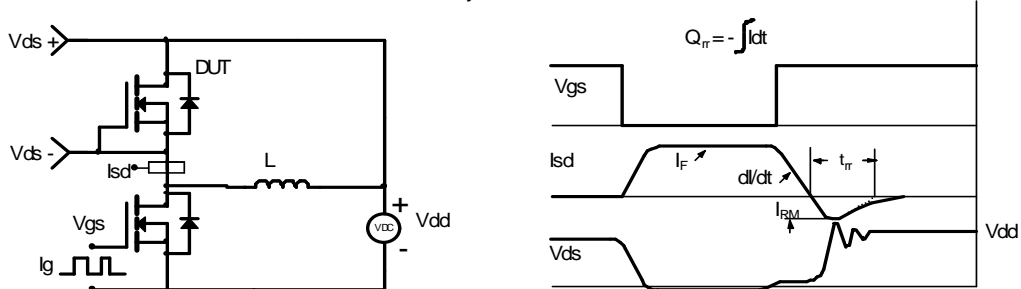 Vds +
DUT
Vds -
Isd
L
Vgs
Ig
VDC
+
-
Vdd
Qrr = - ∫Idt
Vgs
Isd
IF
dI/dt
trr
IRM
Vdd
Vds